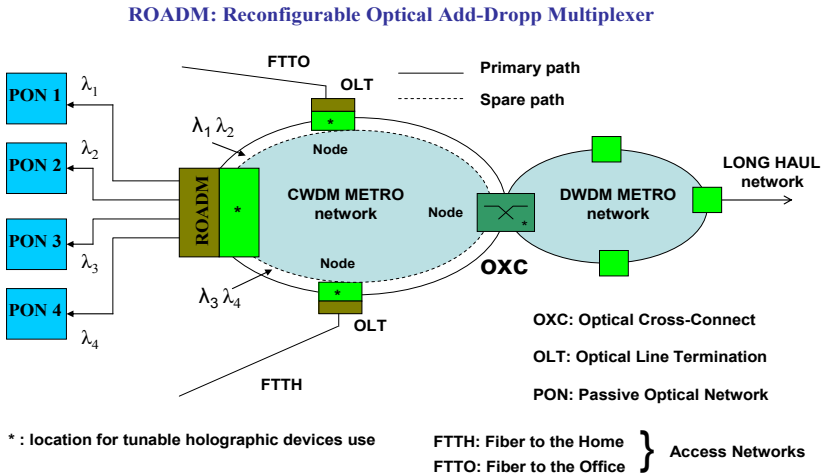 ROADM: Reconfigurable Optical Add-Dropp Multiplexer
FTTO
OLT
Primary path
Spare path
PON 1
λ1
λ1 λ2
*
Node
PON 2
λ2
LONG HAUL
network
ROADM
*
CWDM METRO
network
Node
*
DWDM METRO
network
PON 3
λ3
Node
OXC
λ3 λ4
*
PON 4
λ4
OLT
FTTH
OXC: Optical Cross-Connect
OLT: Optical Line Termination
PON: Passive Optical Network
* : location for tunable holographic devices use
FTTH: Fiber to the Home
FTTO: Fiber to the Office
} Access Networks